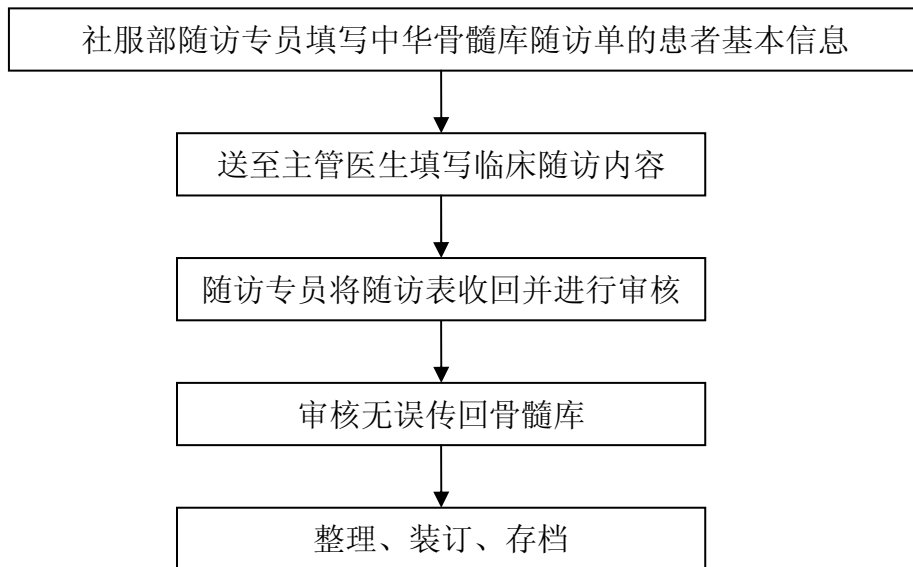 社服部随访专员填写中华骨髓库随访单的患者基本信息
送至主管医生填写临床随访内容
随访专员将随访表收回并进行审核
审核无误传回骨髓库
整理、装订、存档